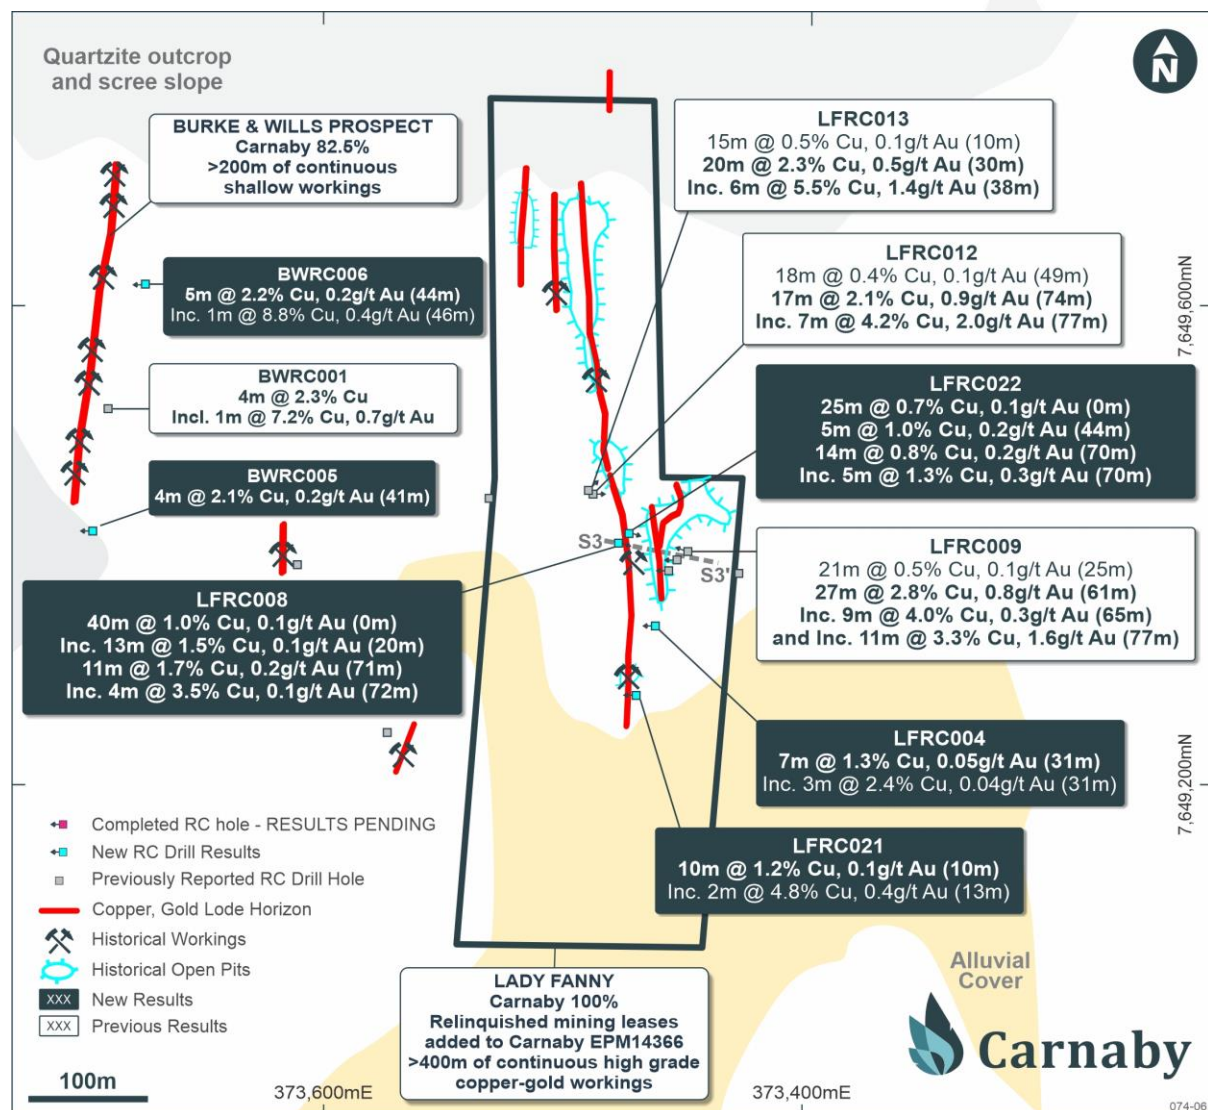 Quartzite outcrop
and scree slope
N
BURKE & WILLS PROSPECT
Carnaby 82.5%
>200m of continuous
shallow workings
LFRC013
15m @ 0.5% Cu, 0.1g/t Au (10m)
20m @ 2.3% Cu, 0.5g/t Au (30m)
Inc. 6m @ 5.5% Cu, 1.4g/t Au (38m)
LFRC012
18m @ 0.4% Cu, 0.1g/t Au (49m)
17m @ 2.1% Cu, 0.9g/t Au (74m)
Inc. 7m @ 4.2% Cu, 2.0g/t Au (77m)
7,649,600mN
BWRC006
5m @ 2.2% Cu, 0.2g/t Au (44m)
Inc. 1m @ 8.8% Cu, 0.4g/t Au (46m)
BWRC001
4m @ 2.3% Cu
Incl. 1m @ 7.2% Cu, 0.7g/t Au
LFRC022
25m @ 0.7% Cu, 0.1g/t Au (0m)
5m @ 1.0% Cu, 0.2g/t Au (44m)
14m @ 0.8% Cu, 0.2g/t Au (70m)
Inc. 5m @ 1.3% Cu, 0.3g/t Au (70m)
BWRC005
4m @ 2.1% Cu, 0.2g/t Au (41m)
S3
S3'
LFRC009
21m @ 0.5% Cu, 0.1g/t Au (25m)
27m @ 2.8% Cu, 0.8g/t Au (61m)
Inc. 9m @ 4.0% Cu, 0.3g/t Au (65m)
and Inc. 11m @ 3.3% Cu, 1.6g/t Au (77m)
LFRC008
40m @ 1.0% Cu, 0.1g/t Au (0m)
Inc. 13m @ 1.5% Cu, 0.1g/t Au (20m)
11m @ 1.7% Cu, 0.2g/t Au (71m)
Inc. 4m @ 3.5% Cu, 0.1g/t Au (72m)
LFRC004
7m @ 1.3% Cu, 0.05g/t Au (31m)
Inc. 3m @ 2.4% Cu, 0.04g/t Au (31m)
7,649,200mN
LFRC021
10m @ 1.2% Cu, 0.1g/t Au (10m)
Inc. 2m @ 4.8% Cu, 0.4g/t Au (13m)
Completed RC hole - RESULTS PENDING
New RC Drill Results
Previously Reported RC Drill Hole
Copper, Gold Lode Horizon
Historical Workings
Historical Open Pits
XXX New Results
XXX Previous Results
LADY FANNY
Carnaby 100%
Relinquished mining leases
added to Carnaby EPM14366
>400m of continuous high grade
copper-gold workings
Alluvial
Cover
Carnaby
100m
373,600mE
373,400mE
074-06